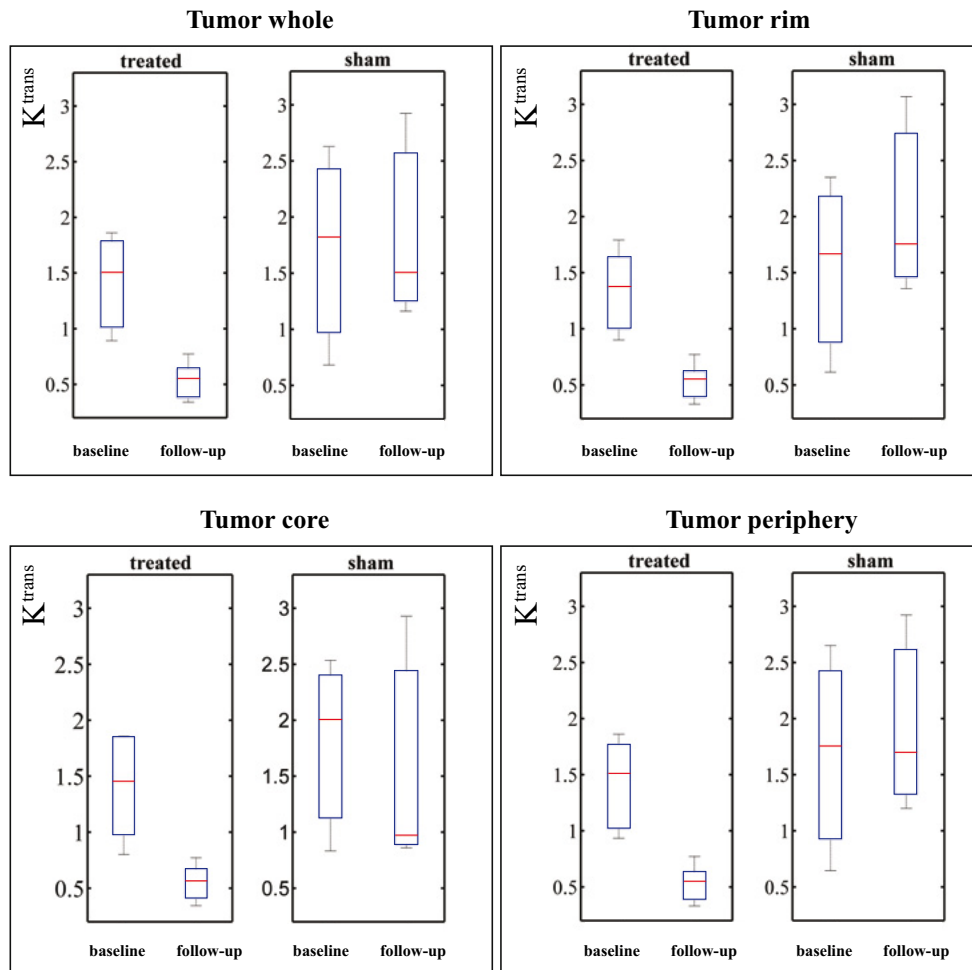 Tumor whole
treated
sham
K^trans
3
2.5
2
1.5
1
0.5
3
2.5
2
1.5
1
0.5
baseline
follow-up
baseline
follow-up
Tumor rim
treated
sham
K^trans
3
2.5
2
1.5
1
0.5
3
2.5
2
1.5
1
0.5
baseline
follow-up
baseline
follow-up
Tumor core
treated
sham
K^trans
3
2.5
2
1.5
1
0.5
3
2.5
2
1.5
1
0.5
baseline
follow-up
baseline
follow-up
Tumor periphery
treated
sham
K^trans
3
2.5
2
1.5
1
0.5
3
2.5
2
1.5
1
0.5
baseline
follow-up
baseline
follow-up